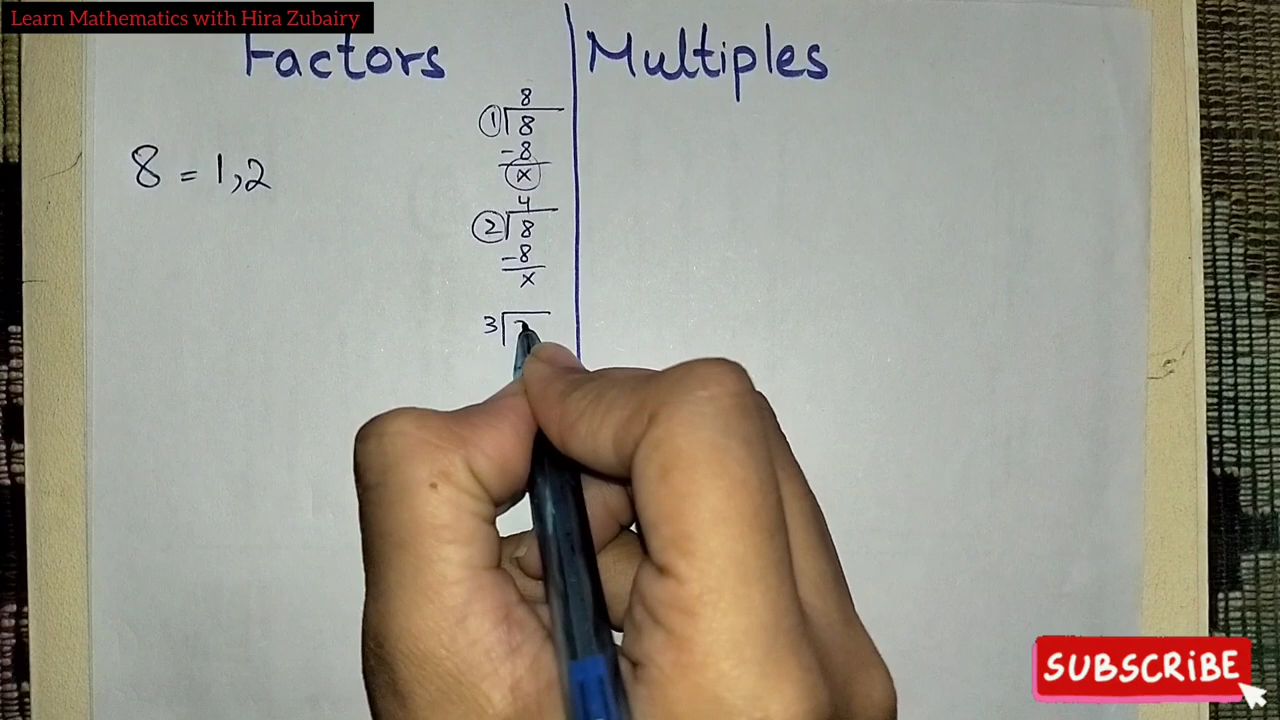 Learn Mathematics with Hira Zubairy
Factors
Multiples
8 = 1,2
8
1 8
-8
x
4
2 8
-8
x
3
SUBSCRIBE